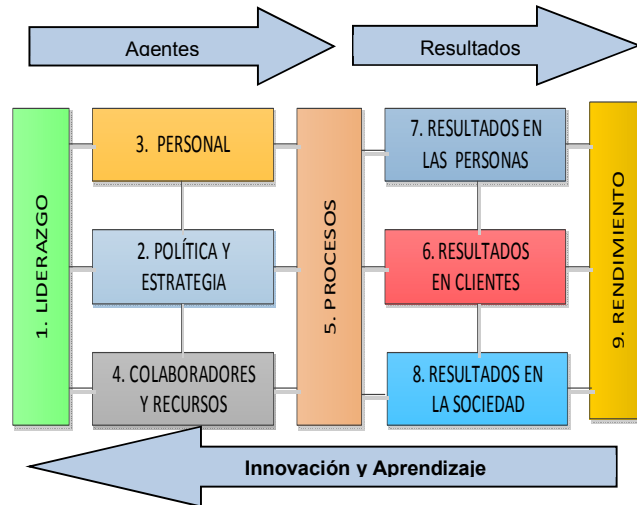 Agentes
Resultados
1. LIDERAZGO
3. PERSONAL
2. POLÍTICA Y
ESTRATEGIA
4. COLABORADORES
Y RECURSOS
5. PROCESOS
7. RESULTADOS EN
LAS PERSONAS
6. RESULTADOS
EN CLIENTES
8. RESULTADOS EN
LA SOCIEDAD
9. RENDIMIENTO
Innovación y Aprendizaje